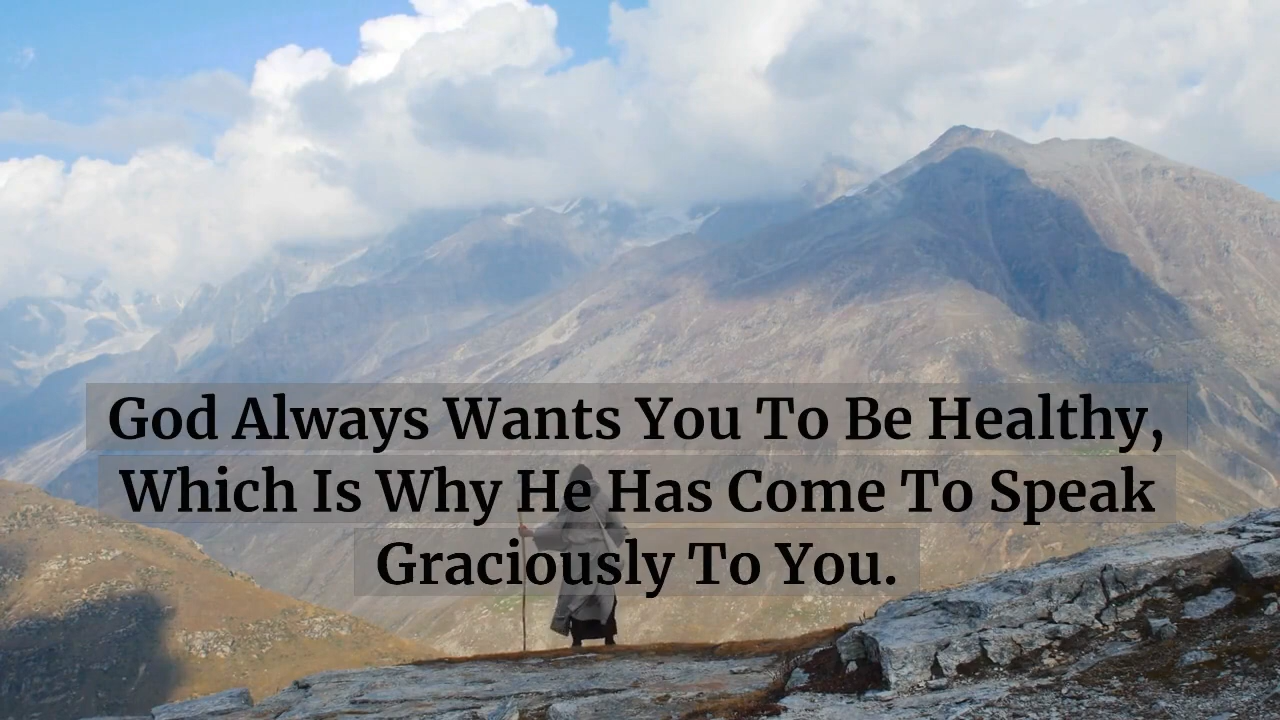 God Always Wants You To Be Healthy,
Which Is Why He Has Come To Speak
Graciously To You.